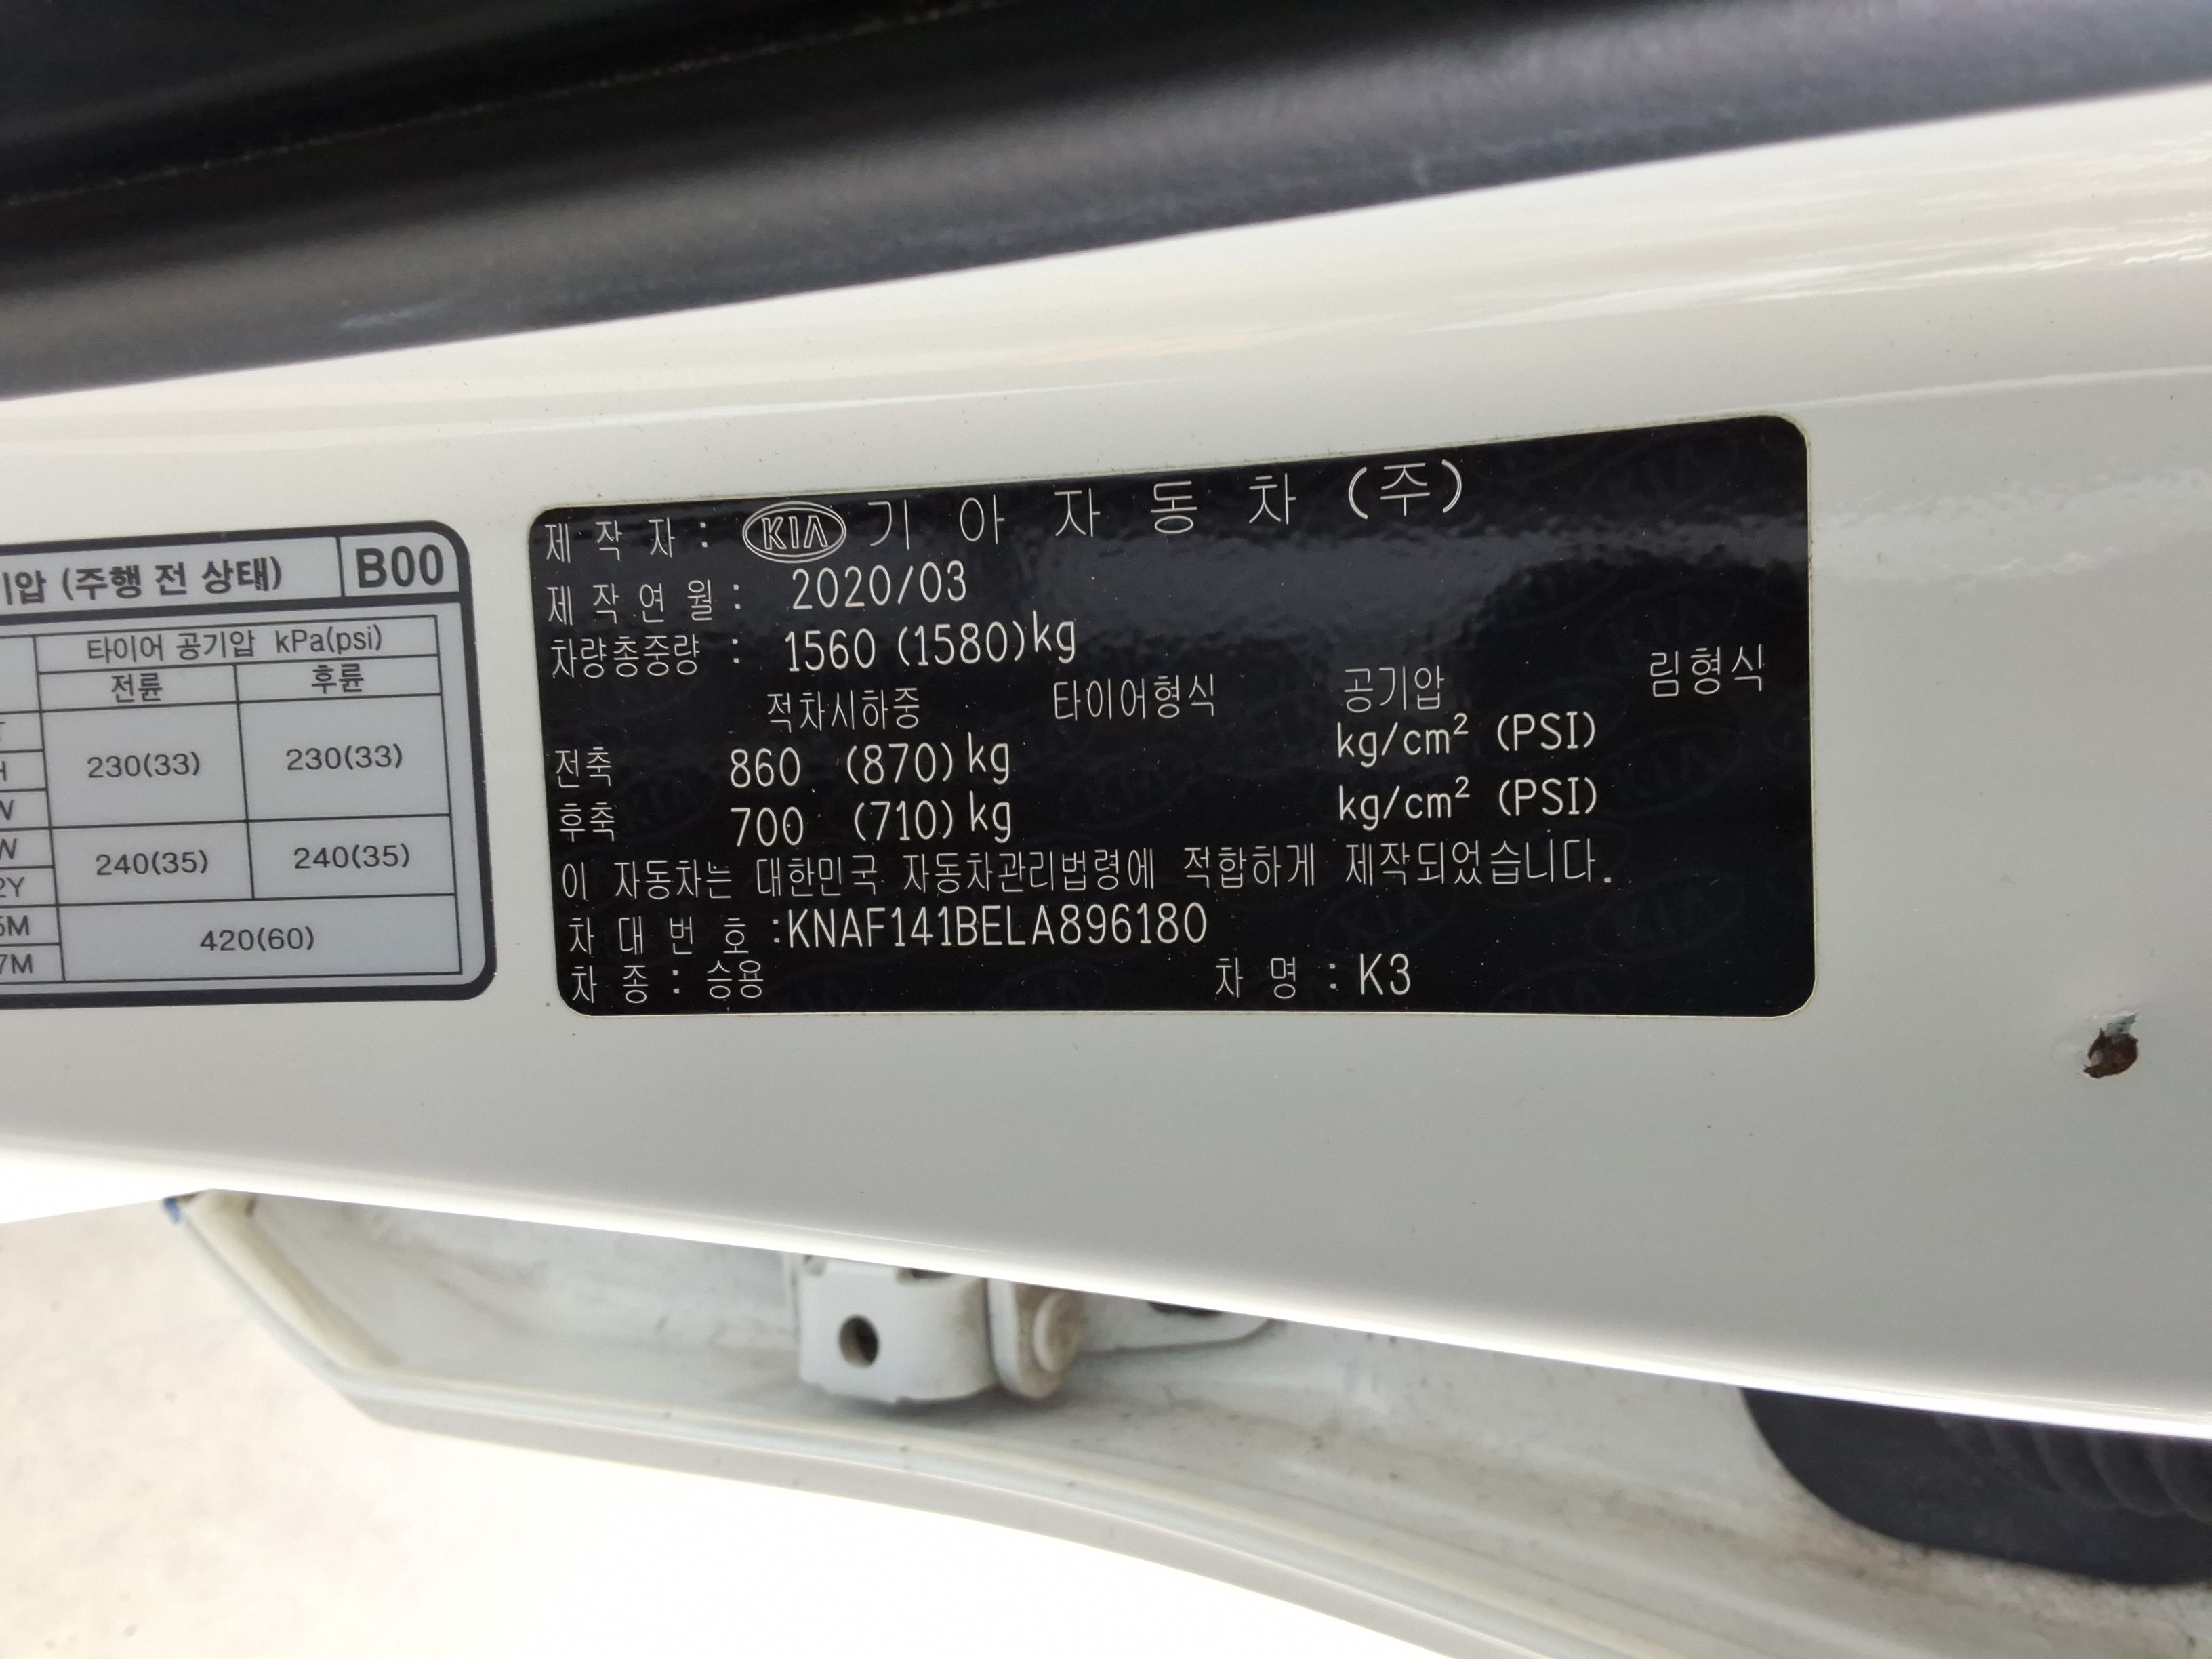 기압 (주행 전 상태) B00
타이어 공기압 kPa(psi)
전륜 후륜
230(33) 230(33)
W
240(35) 240(35)
2Y
420(60)
7M
제 작 자 : KIA 기 아 자 동 차 (주)
제 작 연 월 : 2020/03
차량총중량 : 1560 (1580)kg
적차시하중 타이어형식 공기압 림형식
전축 860 (870)kg kg/cm² (PSI)
후축 700 (710)kg kg/cm² (PSI)
이 자동차는 대한민국 자동차관리법령에 적합하게 제작되었습니다.
차 대 번 호 :KNAF141BELA896180
차 종 : 승용 차 명 : K3